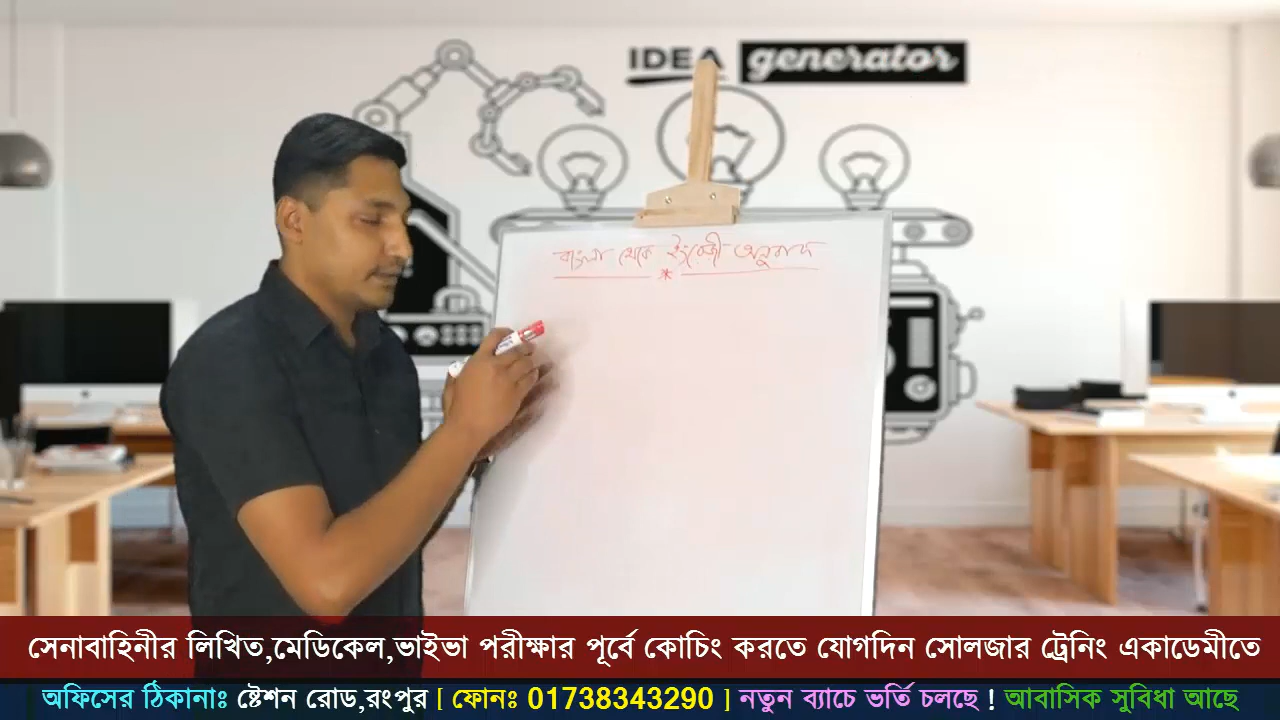 IDEA generator
বাংলা থেকে ইংরেজী অনুবাদ
সেনাবাহিনীর লিখিত,মেডিকেল,ভাইভা পরীক্ষার পূর্বে কোচিং করতে যোগদিন সোলজার ট্রেনিং একাডেমীতে
অফিসের ঠিকানাঃ ষ্টেশন রোড,রংপুর [ ফোনঃ 01738343290 ] নতুন ব্যাচে ভর্তি চলছে ! আবাসিক সুবিধা আছে